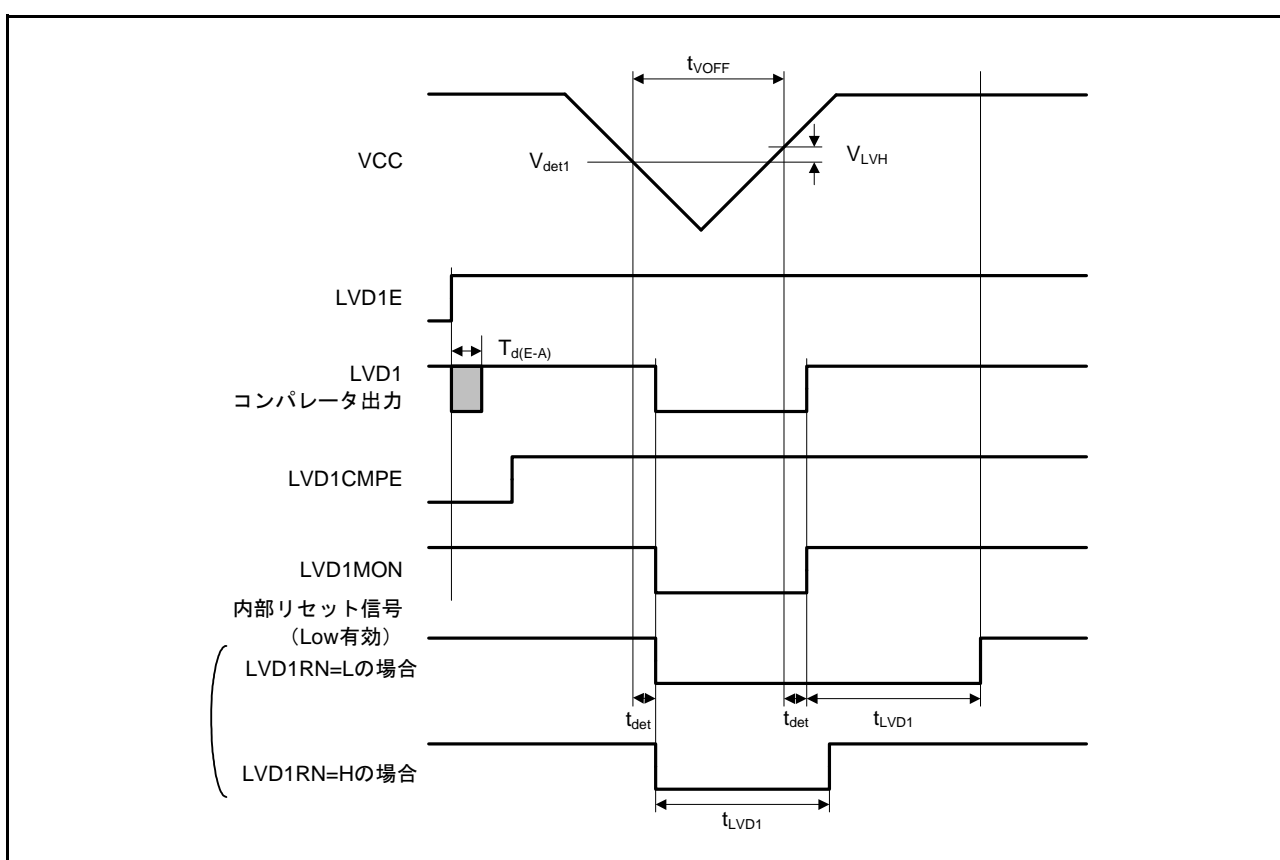 tVOFF
VCC
Vdet1
VLVH
LVD1E
Td(E-A)
LVD1
コンパレータ出力
LVD1CMPE
LVD1MON
内部リセット信号
（Low有効）
LVD1RN=Lの場合
tdet
tdet
tLVD1
LVD1RN=Hの場合
tLVD1